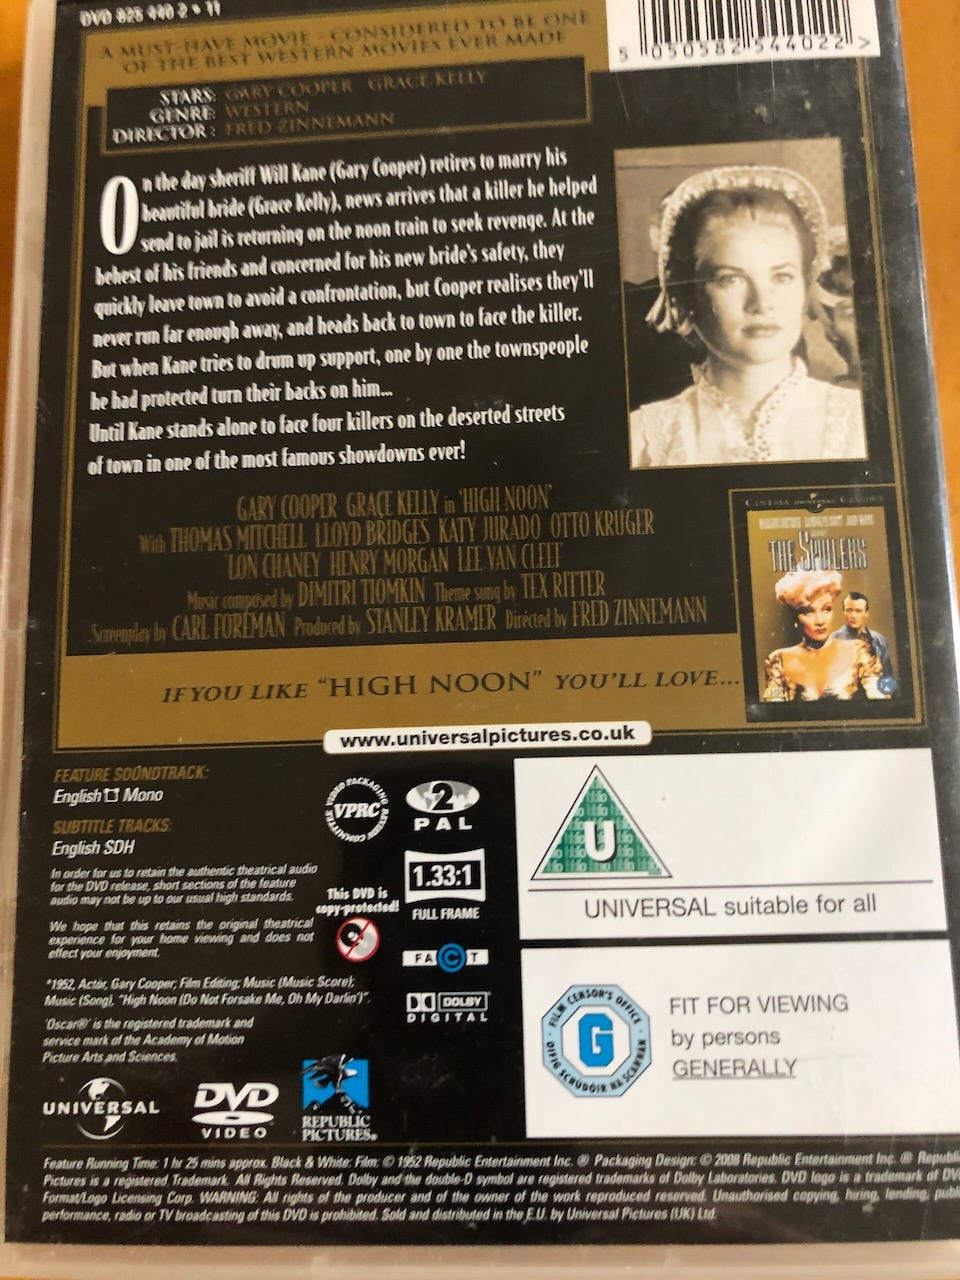 DVD 825 440 2 • 11
A MUST-HAVE MOVIE - CONSIDERED TO BE ONE
OF THE BEST WESTERN MOVIES EVER MADE
5 050582 544022 >
STARS: GARY COOPER GRACE KELLY
GENRE: WESTERN
DIRECTOR: FRED ZINNEMANN
On the day sheriff Will Kane (Gary Cooper) retires to marry his
beautiful bride (Grace Kelly), news arrives that a killer he helped
send to jail is returning on the noon train to seek revenge. At the
behest of his friends and concerned for his new bride's safety, they
quickly leave town to avoid a confrontation, but Cooper realises they'll
never run far enough away, and heads back to town to face the killer.
But when Kane tries to drum up support, one by one the townspeople
he had protected turn their backs on him...
Until Kane stands alone to face four killers on the deserted streets
of town in one of the most famous showdowns ever!
GARY COOPER GRACE KELLY in 'HIGH NOON'
With THOMAS MITCHELL LLOYD BRIDGES KATY JURADO OTTO KRUGER
LON CHANEY HENRY MORGAN LEE VAN CLEEF
Music composed by DIMITRI TIOMKIN Theme sung by TEX RITTER
Screenplay by CARL FOREMAN Produced by STANLEY KRAMER Directed by FRED ZINNEMANN
CINEMA UNIVERSAL CLASSICS
THE SPOILERS
IF YOU LIKE "HIGH NOON" YOU'LL LOVE...
www.universalpictures.co.uk
FEATURE SOUNDTRACK:
English Mono
SUBTITLE TRACKS:
English SDH
In order for us to retain the authentic theatrical audio
for the DVD release, short sections of the feature
audio may not be up to our usual high standards.
We hope that this retains the original theatrical
experience for your home viewing and does not
effect your enjoyment.
*1952, Actor, Gary Cooper; Film Editing; Music (Music Score);
Music (Song), "High Noon (Do Not Forsake Me, Oh My Darlin')".
'Oscar®' is the registered trademark and
service mark of the Academy of Motion
Picture Arts and Sciences.
VIDEO PACKAGING REVIEW COMMITTEE
VPRC
2
PAL
This DVD is
copy-protected!
1.33:1
FULL FRAME
FACT
DOLBY
DIGITAL
U
UNIVERSAL suitable for all
FILM CENSOR'S OFFICE
G
OIFIG SCRÚDÓIR NA SCANNÁN
FIT FOR VIEWING
by persons
GENERALLY
UNIVERSAL
DVD
VIDEO
REPUBLIC
PICTURES®
Feature Running Time: 1 hr 25 mins approx. Black & White: Film: © 1952 Republic Entertainment Inc. ® Packaging Design: © 2008 Republic Entertainment Inc. ® Republi
Pictures is a registered Trademark. All Rights Reserved. Dolby and the double-D symbol are registered trademarks of Dolby Laboratories. DVD logo is a trademark of DV
Format/Logo Licensing Corp. WARNING: All rights of the producer and of the owner of the work reproduced reserved. Unauthorised copying, hiring, lending, publ
performance, radio or TV broadcasting of this DVD is prohibited. Sold and distributed in the E.U. by Universal Pictures (UK) Ltd.